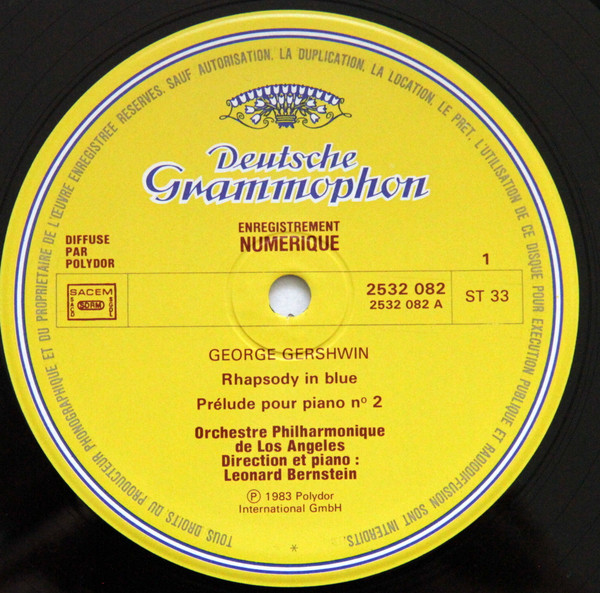 TOUS DROITS DU PRODUCTEUR PHONOGRAPHIQUE ET DU PROPRIETAIRE DE L'ŒUVRE ENREGISTREE RESERVES. SAUF AUTORISATION, LA DUPLICATION, LA LOCATION, LE PRET, L'UTILISATION DE CE DISQUE POUR EXECUTION PUBLIQUE ET RADIODIFFUSION SONT INTERDITS.
Deutsche
Grammophon
ENREGISTREMENT
NUMERIQUE
DIFFUSE
PAR
POLYDOR
1
SACEM
SACD
SDRM
SGDL
2532 082
2532 082 A
ST 33
GEORGE GERSHWIN
Rhapsody in blue
Prélude pour piano nº 2
Orchestre Philharmonique
de Los Angeles
Direction et piano :
Leonard Bernstein
Ⓟ 1983 Polydor
International GmbH
*